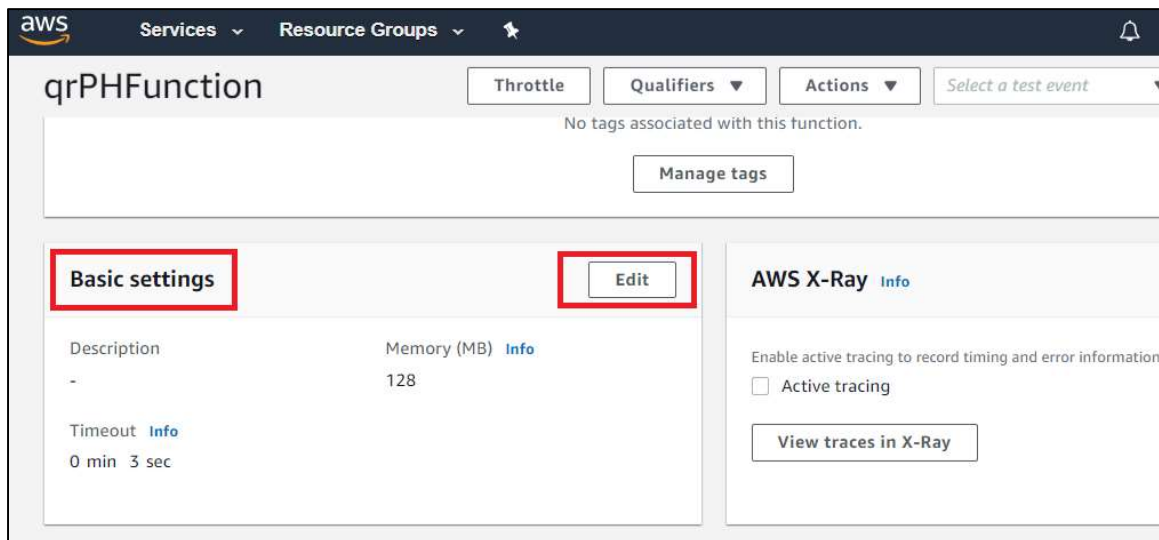 aws Services Resource Groups
qrPHFunction Throttle Qualifiers Actions Select a test event
No tags associated with this function.
Manage tags
Basic settings Edit AWS X-Ray Info
Description Memory (MB) Info
- 128
Enable active tracing to record timing and error information
Active tracing
Timeout Info
0 min 3 sec
View traces in X-Ray